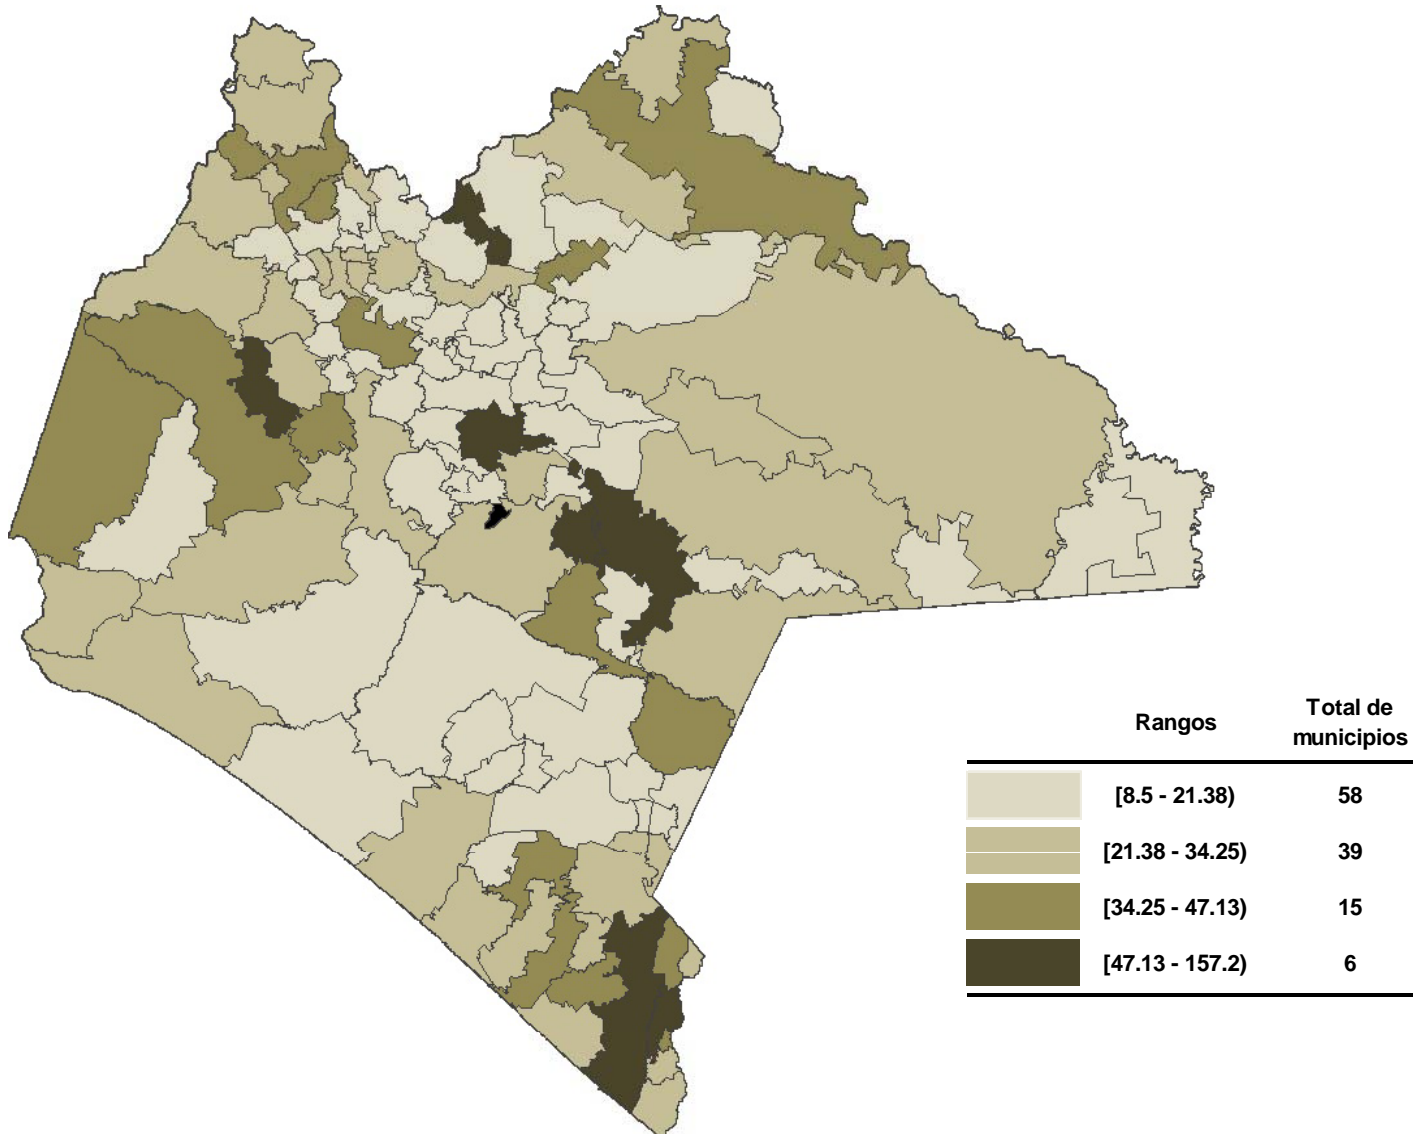 Rangos Total de
municipios
[8.5 - 21.38) 58
[21.38 - 34.25) 39
[34.25 - 47.13) 15
[47.13 - 157.2) 6